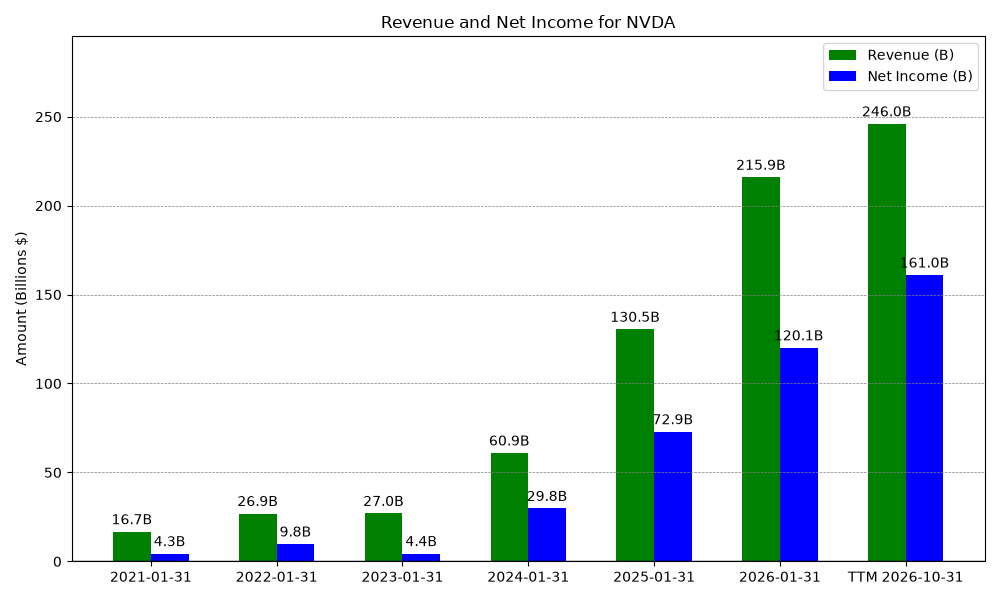 Revenue and Net Income for NVDA
Revenue (B)
Net Income (B)
Amount (Billions $)
250
200
150
100
50
0
16.7B
4.3B
26.9B
9.8B
27.0B
4.4B
60.9B
29.8B
130.5B
72.9B
215.9B
120.1B
246.0B
161.0B
2021-01-31
2022-01-31
2023-01-31
2024-01-31
2025-01-31
2026-01-31
TTM 2026-10-31